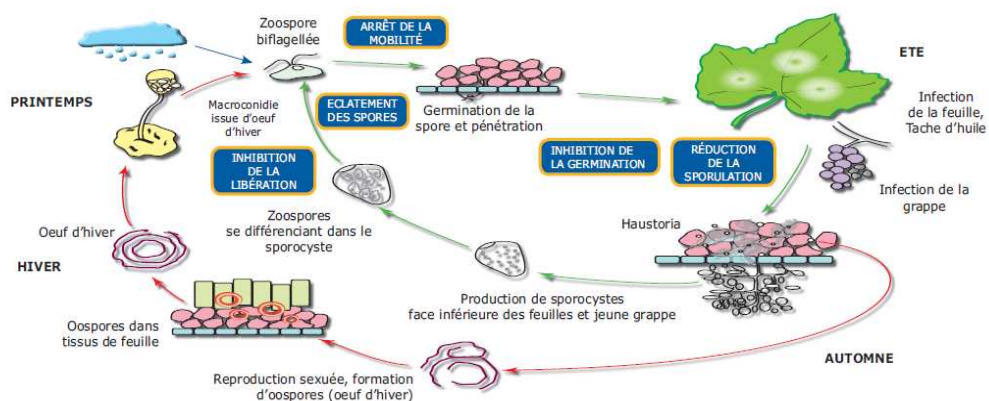 Zoospore
biflagellée
ARRÊT DE LA
MOBILITÉ
ETE
PRINTEMPS
Macroconidie
issue d'oeuf
d'hiver
ECLATEMENT
DES SPORES
Germination de la
spore et pénétration
Infection
de la feuille,
Tache d'huile
INHIBITION
DE LA
LIBÉRATION
INHIBITION DE
LA GERMINATION
RÉDUCTION
DE LA
SPORULATION
Infection de la
grappe
Zoospores
se différenciant dans le
sporocyste
Haustoria
Oeuf d'hiver
HIVER
Production de sporocystes
face inférieure des feuilles et jeune grappe
Oospores dans
tissus de feuille
AUTOMNE
Reproduction sexuée, formation
d'oospores (oeuf d'hiver)